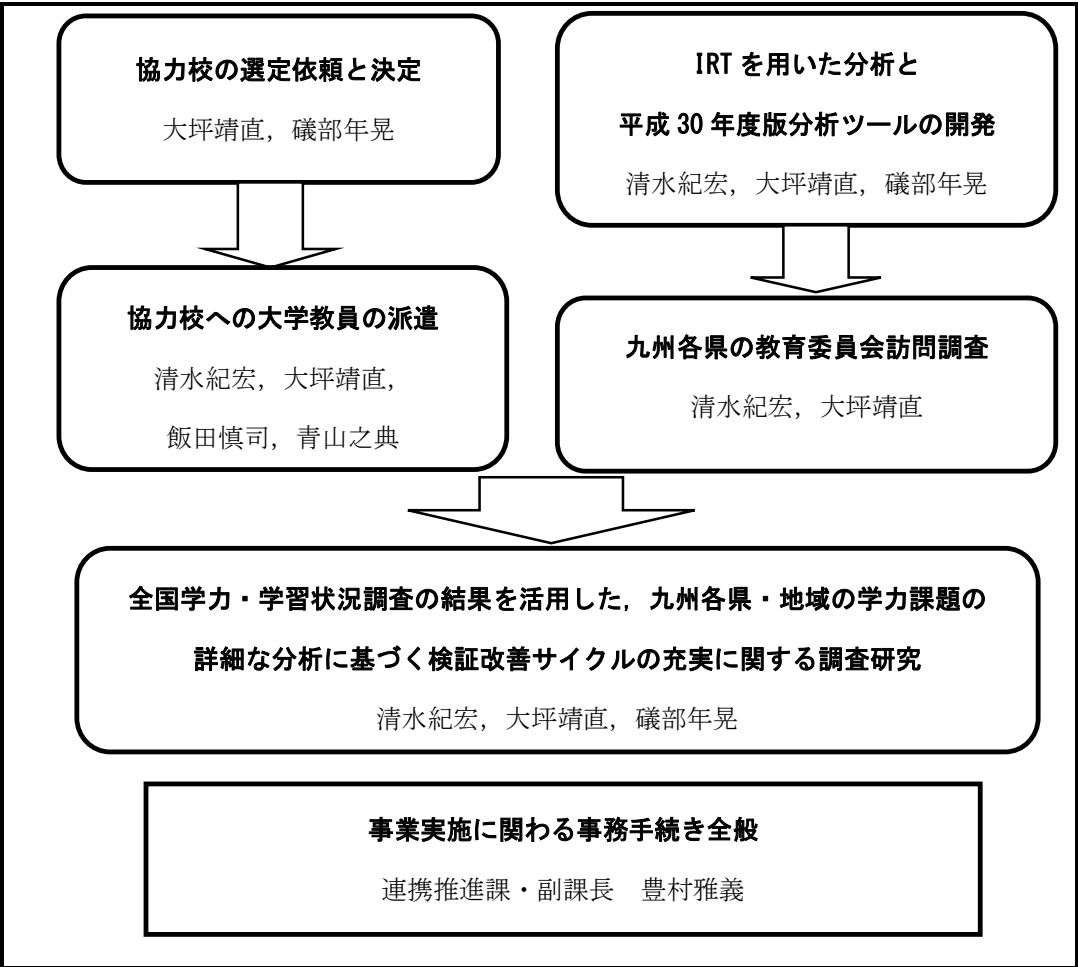 協力校の選定依頼と決定
大坪靖直，磯部年晃
IRT を用いた分析と
平成 30 年度版分析ツールの開発
清水紀宏，大坪靖直，磯部年晃
協力校への大学教員の派遣
清水紀宏，大坪靖直，
飯田慎司，青山之典
九州各県の教育委員会訪問調査
清水紀宏，大坪靖直
全国学力・学習状況調査の結果を活用した，九州各県・地域の学力課題の
詳細な分析に基づく検証改善サイクルの充実に関する調査研究
清水紀宏，大坪靖直，磯部年晃
事業実施に関わる事務手続き全般
連携推進課・副課長　豊村雅義